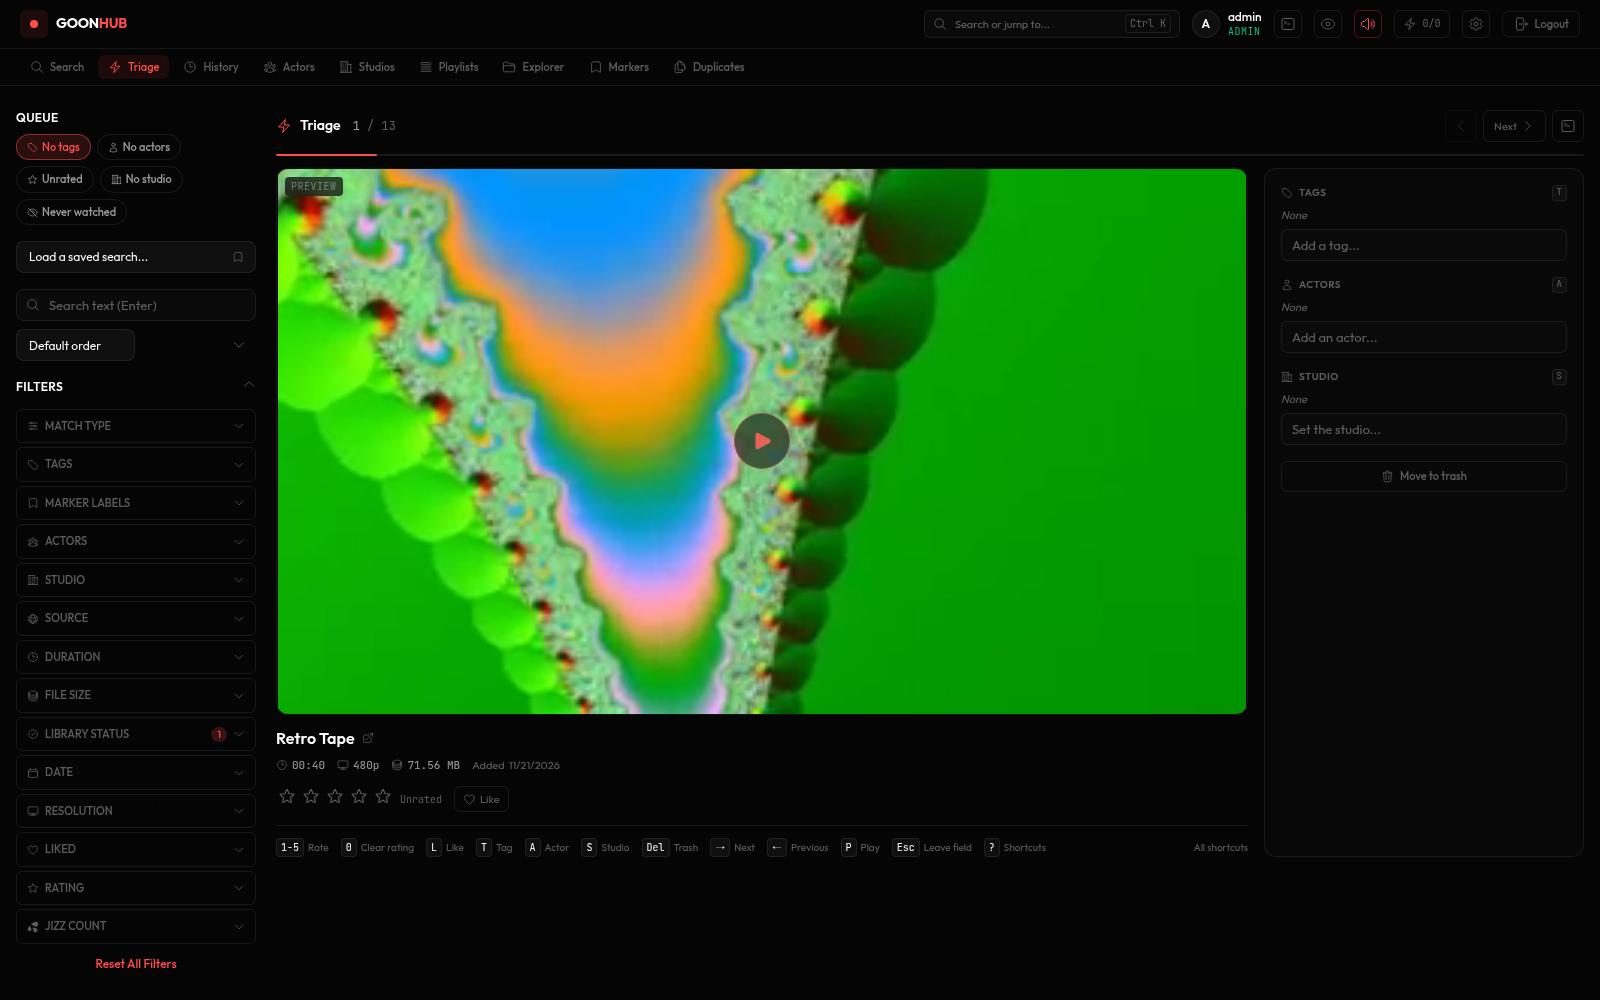 GOONHUB
Search or jump to... Ctrl K
A admin
ADMIN
0/0
Logout
Search Triage History Actors Studios Playlists Explorer Markers Duplicates
QUEUE
No tags No actors
Unrated No studio
Never watched
Load a saved search...
Search text (Enter)
Default order
FILTERS
MATCH TYPE
TAGS
MARKER LABELS
ACTORS
STUDIO
SOURCE
DURATION
FILE SIZE
LIBRARY STATUS 1
DATE
RESOLUTION
LIKED
RATING
JIZZ COUNT
Reset All Filters
Triage 1 / 13
Next
PREVIEW
Retro Tape
00:40 480p 71.56 MB Added 11/21/2026
Unrated Like
1-5 Rate 0 Clear rating L Like T Tag A Actor S Studio Del Trash → Next ← Previous P Play Esc Leave field ? Shortcuts All shortcuts
TAGS T
None
Add a tag...
ACTORS A
None
Add an actor...
STUDIO S
None
Set the studio...
Move to trash